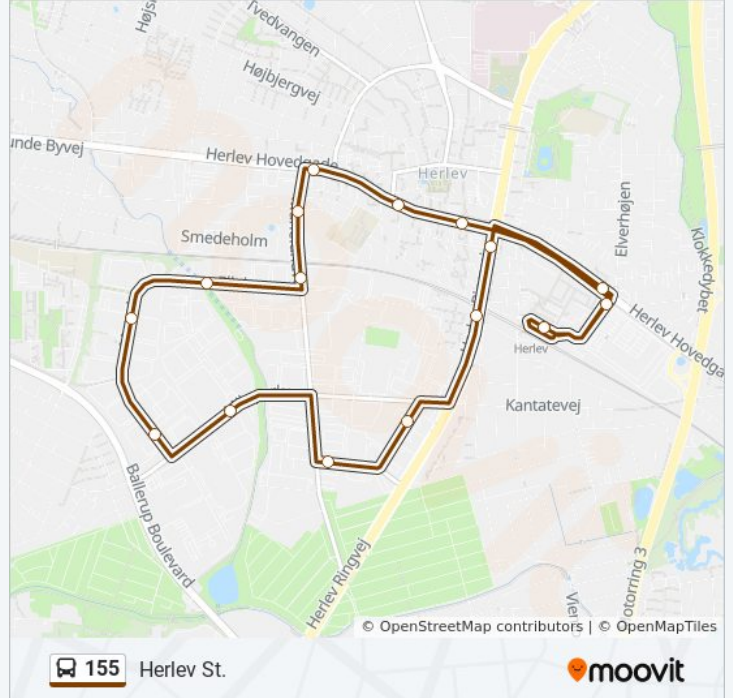 Højs
Tvedvangen
Højbjergvej
unde Byvej
Herlev Hovedgade
Herlev
Elverhøjen
Smedeholm
Klokkedybet
Herlev Hovedga
Herlev
Kantatevej
Ballerup Boulevard
Herlev Ringvej
otorring 3
© OpenStreetMap contributors | © OpenMapTiles
155 Herlev St.
moovit